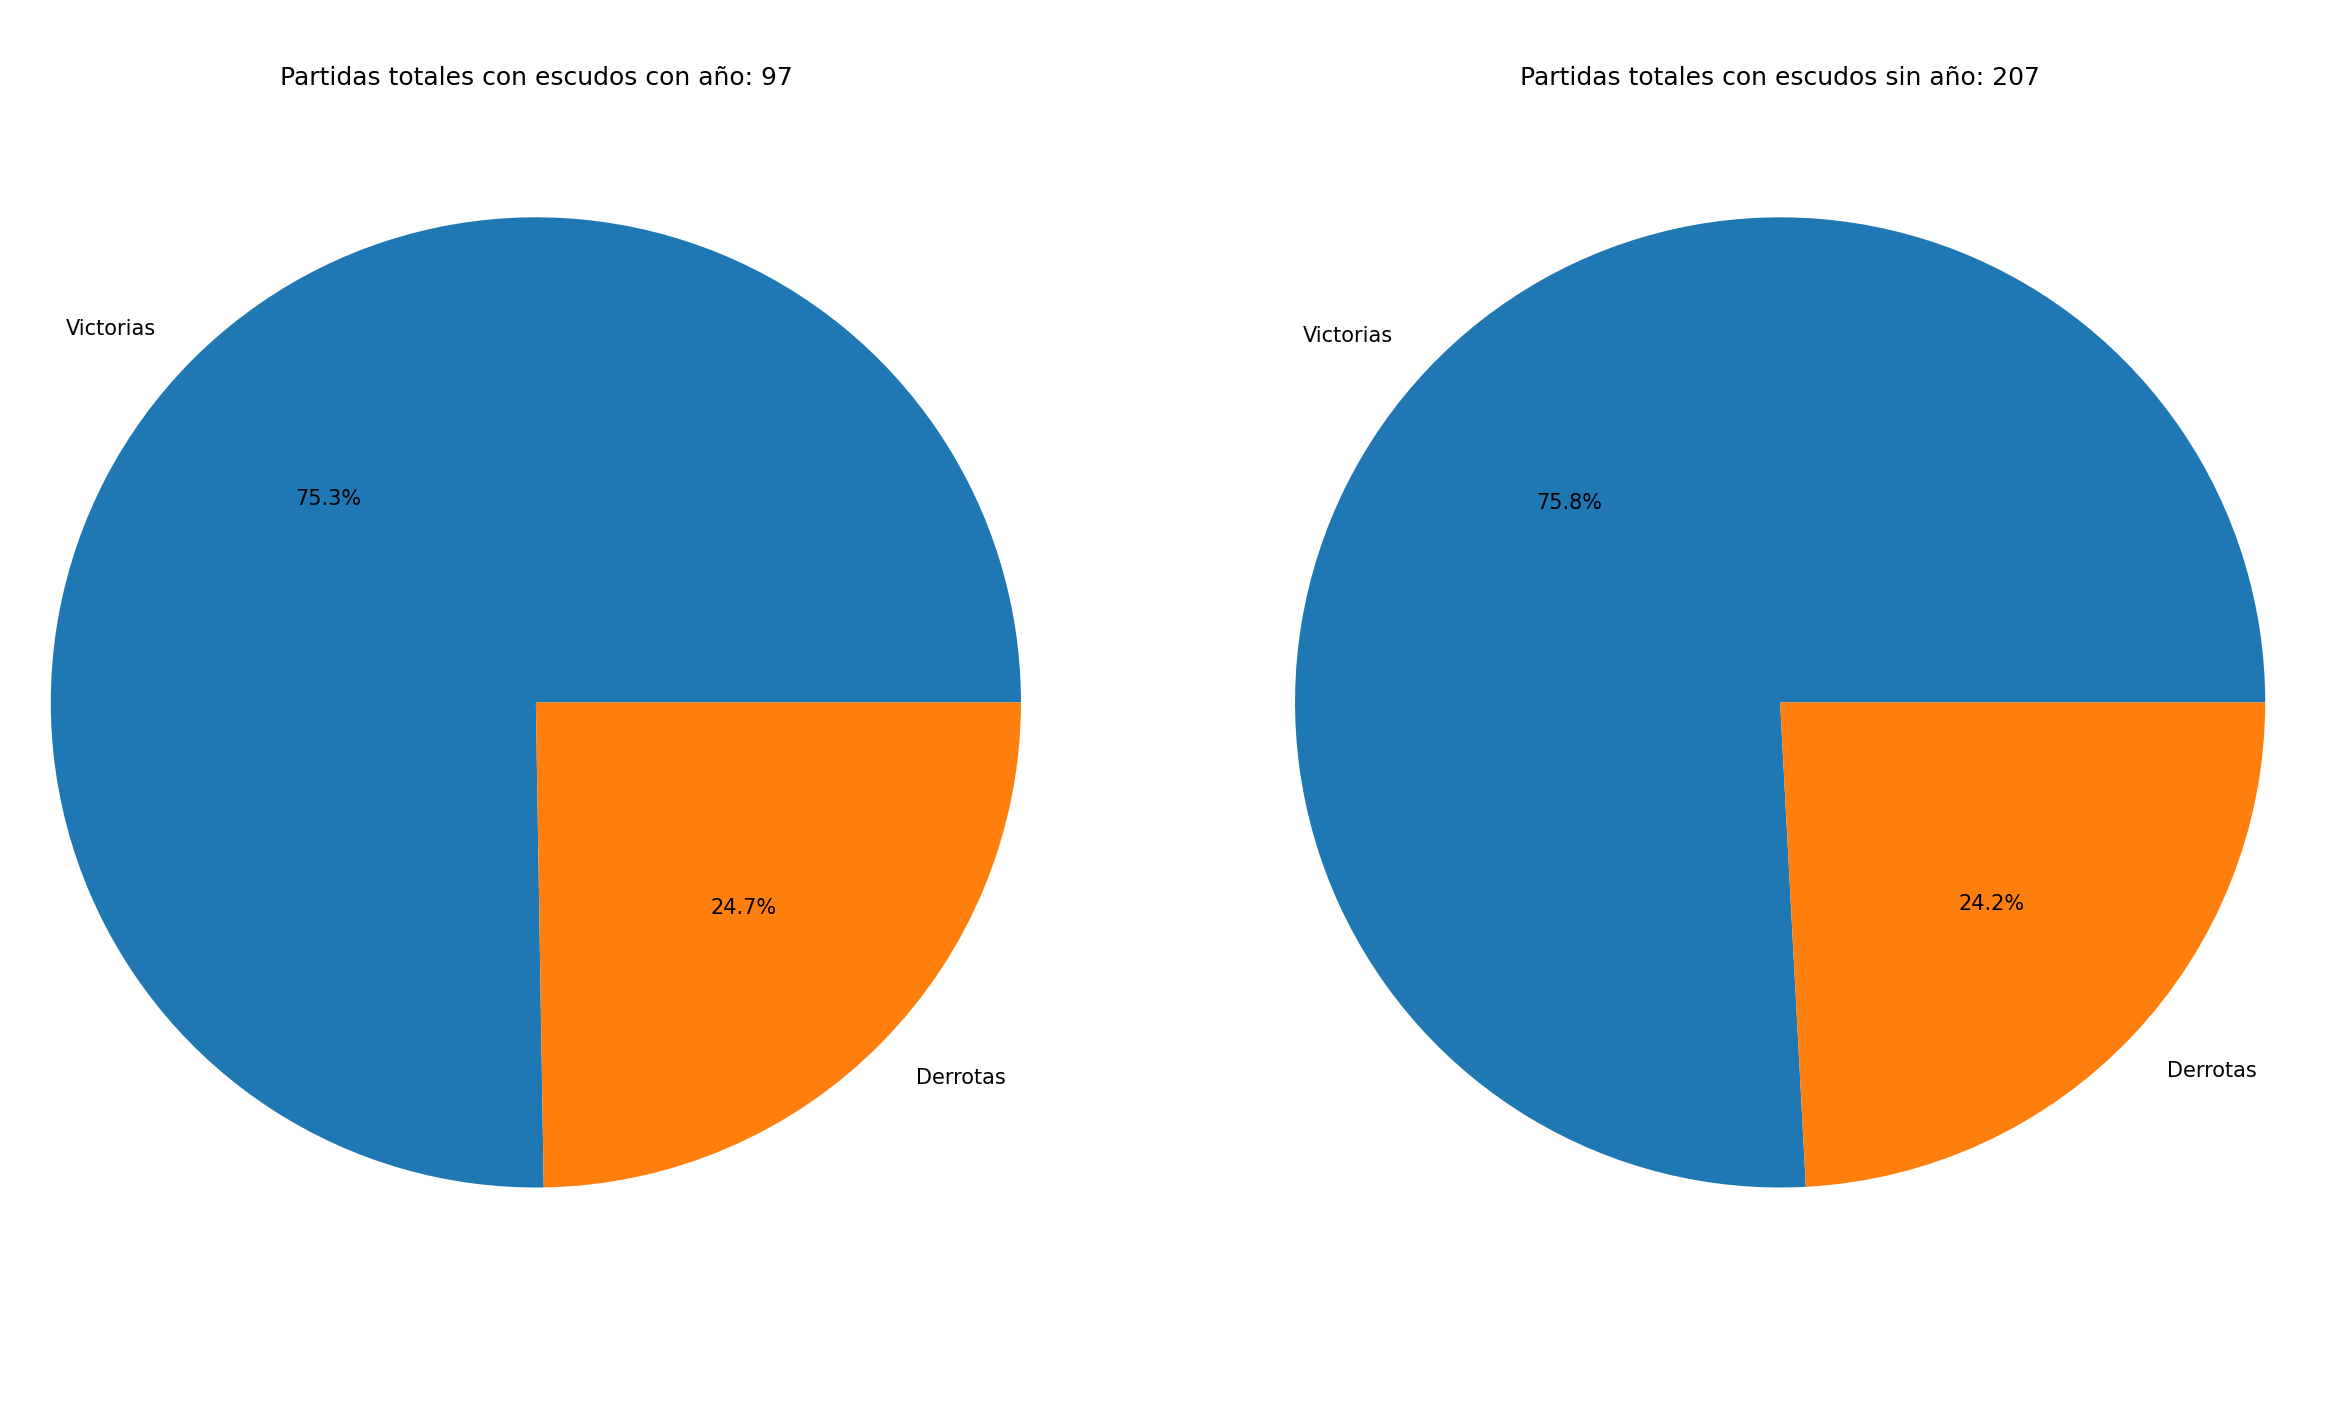 Partidas totales con escudos con año: 97
Victorias
75.3%
24.7%
Derrotas
Partidas totales con escudos sin año: 207
Victorias
75.8%
24.2%
Derrotas